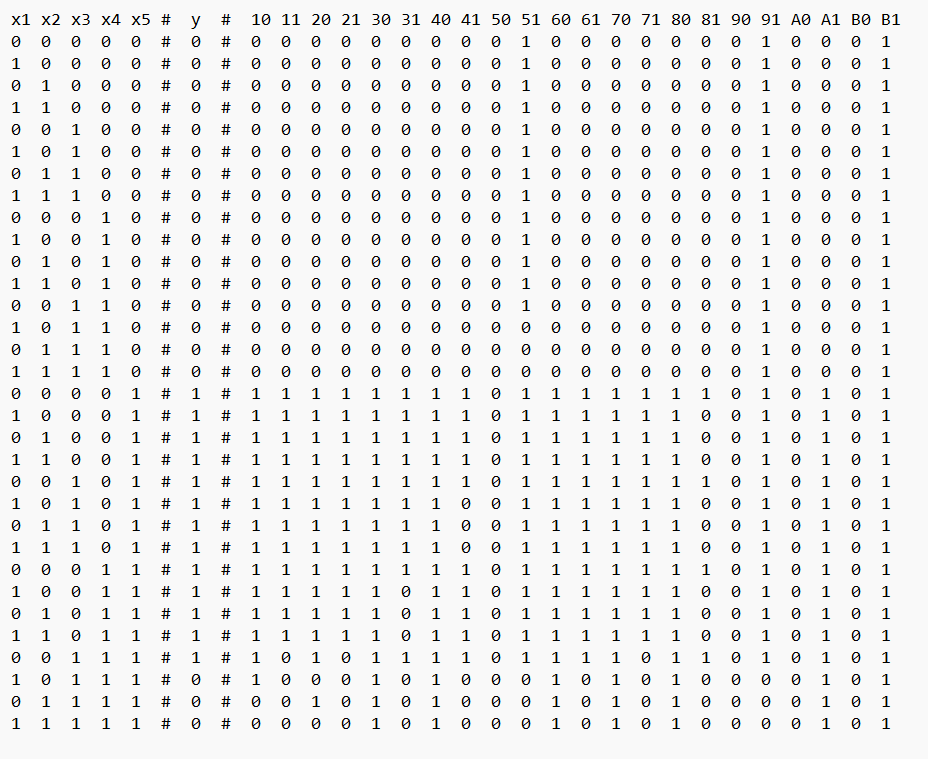 x1 x2 x3 x4 x5 # y # 10 11 20 21 30 31 40 41 50 51 60 61 70 71 80 81 90 91 A0 A1 B0 B1
0 0 0 0 0 # 0 # 0 0 0 0 0 0 0 0 0 1 0 0 0 0 0 0 0 1 0 0 0 1
1 0 0 0 0 # 0 # 0 0 0 0 0 0 0 0 0 1 0 0 0 0 0 0 0 1 0 0 0 1
0 1 0 0 0 # 0 # 0 0 0 0 0 0 0 0 0 1 0 0 0 0 0 0 0 1 0 0 0 1
1 1 0 0 0 # 0 # 0 0 0 0 0 0 0 0 0 1 0 0 0 0 0 0 0 1 0 0 0 1
0 0 1 0 0 # 0 # 0 0 0 0 0 0 0 0 0 1 0 0 0 0 0 0 0 1 0 0 0 1
1 0 1 0 0 # 0 # 0 0 0 0 0 0 0 0 0 1 0 0 0 0 0 0 0 1 0 0 0 1
0 1 1 0 0 # 0 # 0 0 0 0 0 0 0 0 0 1 0 0 0 0 0 0 0 1 0 0 0 1
1 1 1 0 0 # 0 # 0 0 0 0 0 0 0 0 0 1 0 0 0 0 0 0 0 1 0 0 0 1
0 0 0 1 0 # 0 # 0 0 0 0 0 0 0 0 0 1 0 0 0 0 0 0 0 1 0 0 0 1
1 0 0 1 0 # 0 # 0 0 0 0 0 0 0 0 0 1 0 0 0 0 0 0 0 1 0 0 0 1
0 1 0 1 0 # 0 # 0 0 0 0 0 0 0 0 0 1 0 0 0 0 0 0 0 1 0 0 0 1
1 1 0 1 0 # 0 # 0 0 0 0 0 0 0 0 0 1 0 0 0 0 0 0 0 1 0 0 0 1
0 0 1 1 0 # 0 # 0 0 0 0 0 0 0 0 0 1 0 0 0 0 0 0 0 1 0 0 0 1
1 0 1 1 0 # 0 # 0 0 0 0 0 0 0 0 0 0 0 0 0 0 0 0 0 1 0 0 0 1
0 1 1 1 0 # 0 # 0 0 0 0 0 0 0 0 0 0 0 0 0 0 0 0 0 1 0 0 0 1
1 1 1 1 0 # 0 # 0 0 0 0 0 0 0 0 0 0 0 0 0 0 0 0 0 1 0 0 0 1
0 0 0 0 1 # 1 # 1 1 1 1 1 1 1 1 0 1 1 1 1 1 1 1 0 1 0 1 0 1
1 0 0 0 1 # 1 # 1 1 1 1 1 1 1 1 0 1 1 1 1 1 1 0 0 1 0 1 0 1
0 1 0 0 1 # 1 # 1 1 1 1 1 1 1 1 0 1 1 1 1 1 1 0 0 1 0 1 0 1
1 1 0 0 1 # 1 # 1 1 1 1 1 1 1 1 0 1 1 1 1 1 1 0 0 1 0 1 0 1
0 0 1 0 1 # 1 # 1 1 1 1 1 1 1 1 0 1 1 1 1 1 1 1 0 1 0 1 0 1
1 0 1 0 1 # 1 # 1 1 1 1 1 1 1 0 0 1 1 1 1 1 1 0 0 1 0 1 0 1
0 1 1 0 1 # 1 # 1 1 1 1 1 1 1 1 0 1 1 1 1 1 1 0 0 1 0 1 0 1
1 1 1 0 1 # 1 # 1 1 1 1 1 1 1 0 0 1 1 1 1 1 1 0 0 1 0 1 0 1
0 0 0 1 1 # 1 # 1 1 1 1 1 1 1 1 0 1 1 1 1 1 1 1 0 1 0 1 0 1
1 0 0 1 1 # 1 # 1 1 1 1 1 0 1 1 0 1 1 1 1 1 1 0 0 1 0 1 0 1
0 1 0 1 1 # 1 # 1 1 1 1 1 0 1 1 0 1 1 1 1 1 1 0 0 1 0 1 0 1
1 1 0 1 1 # 1 # 1 1 1 1 1 0 1 1 0 1 1 1 1 1 1 0 0 1 0 1 0 1
0 0 1 1 1 # 1 # 1 0 1 0 1 1 1 1 0 1 1 1 1 0 1 1 0 1 0 1 0 1
1 0 1 1 1 # 0 # 1 0 0 0 1 0 1 0 0 0 1 0 1 0 1 0 0 0 0 1 0 1
0 1 1 1 1 # 0 # 0 0 1 0 1 0 1 0 0 0 1 0 1 0 1 0 0 0 0 1 0 1
1 1 1 1 1 # 0 # 0 0 0 0 1 0 1 0 0 0 1 0 1 0 1 0 0 0 0 1 0 1